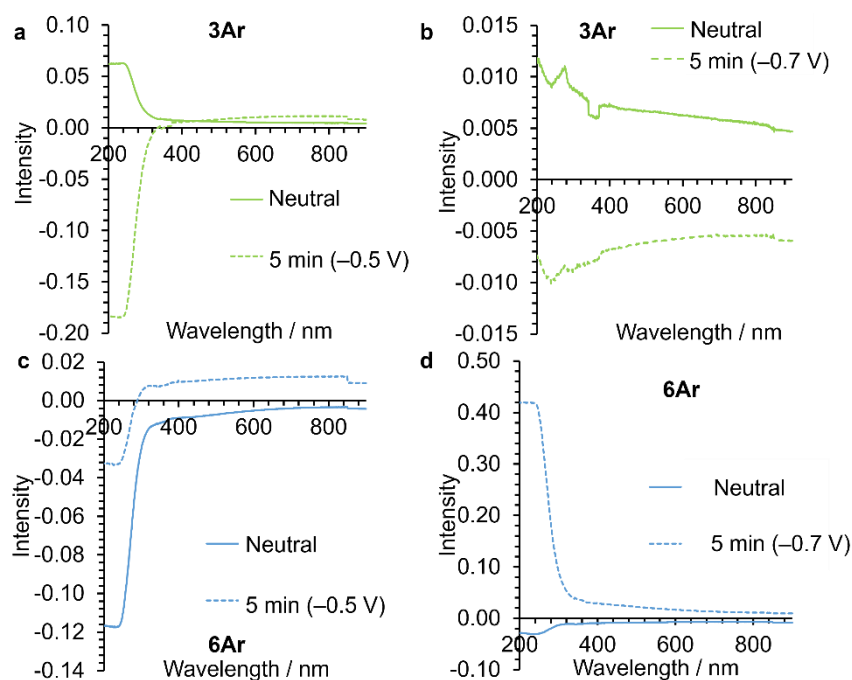 a
3Ar
0.10
0.05
0.00
-0.05
-0.10
-0.15
-0.20
200
400
600
800
Intensity
Neutral
5 min (–0.5 V)
Wavelength / nm
b
3Ar
Neutral
5 min (–0.7 V)
0.015
0.010
0.005
0.000
-0.005
-0.010
-0.015
200
400
600
800
Intensity
Wavelength / nm
c
0.02
0.00
-0.02
-0.04
-0.06
-0.08
-0.10
-0.12
-0.14
200
400
600
800
Intensity
Neutral
5 min (–0.5 V)
6Ar
Wavelength / nm
d
6Ar
0.50
0.40
0.30
0.20
0.10
0.00
-0.10
200
400
600
800
Intensity
Neutral
5 min (–0.7 V)
Wavelength / nm